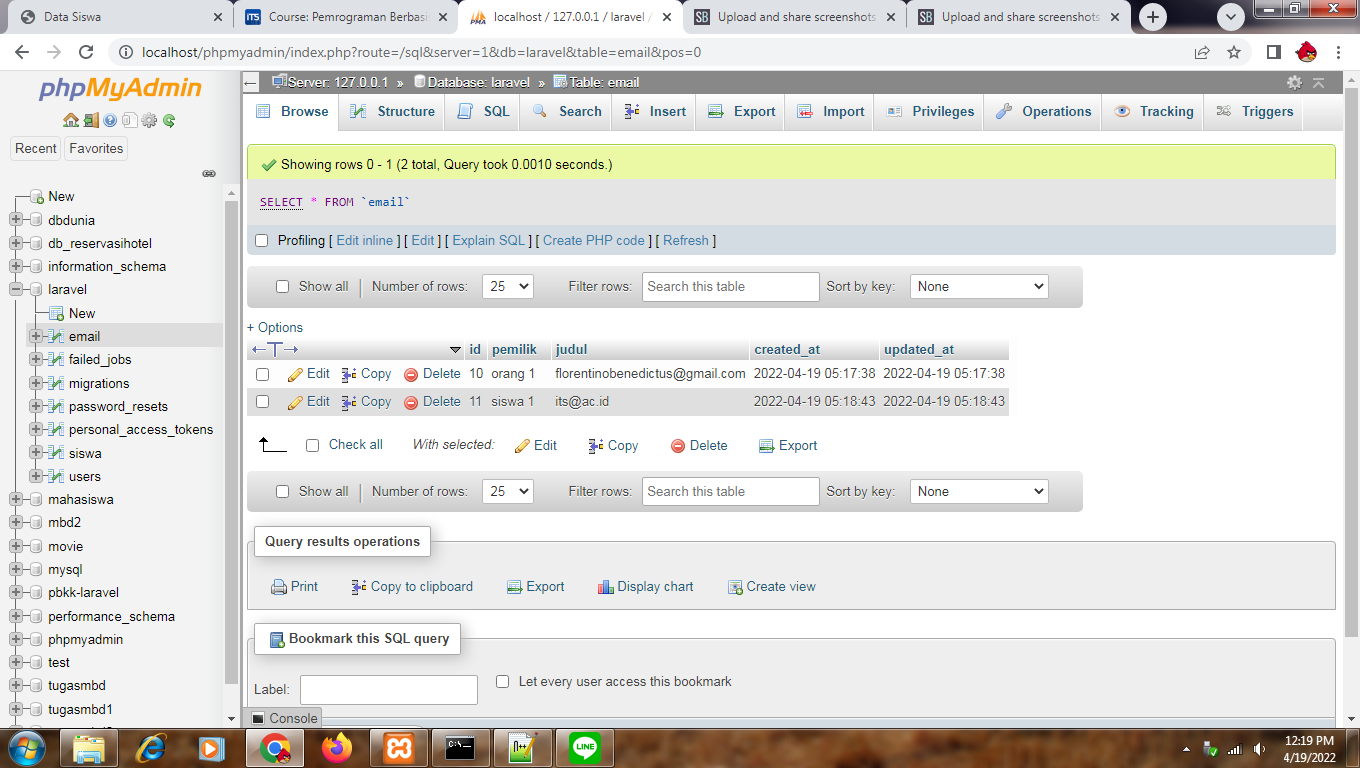 Data Siswa
ITS Course: Pemrograman Berbasi
localhost / 127.0.0.1 / laravel /
SB Upload and share screenshots
SB Upload and share screenshots
localhost/phpmyadmin/index.php?route=/sql&server=1&db=laravel&table=email&pos=0
phpMyAdmin
Recent Favorites
New
dbdunia
db_reservasihotel
information_schema
laravel
New
email
failed_jobs
migrations
password_resets
personal_access_tokens
siswa
users
mahasiswa
mbd2
movie
mysql
pbkk-laravel
performance_schema
phpmyadmin
test
tugasmbd
tugasmbd1
Server: 127.0.0.1 » Database: laravel » Table: email
Browse Structure SQL Search Insert Export Import Privileges Operations Tracking Triggers
Showing rows 0 - 1 (2 total, Query took 0.0010 seconds.)
SELECT * FROM `email`
Profiling [ Edit inline ] [ Edit ] [ Explain SQL ] [ Create PHP code ] [ Refresh ]
Show all Number of rows: 25 Filter rows: Search this table Sort by key: None
+ Options
id pemilik judul created_at updated_at
Edit Copy Delete 10 orang 1 florentinobenedictus@gmail.com 2022-04-19 05:17:38 2022-04-19 05:17:38
Edit Copy Delete 11 siswa 1 its@ac.id 2022-04-19 05:18:43 2022-04-19 05:18:43
Check all With selected: Edit Copy Delete Export
Show all Number of rows: 25 Filter rows: Search this table Sort by key: None
Query results operations
Print Copy to clipboard Export Display chart Create view
Bookmark this SQL query
Label: Let every user access this bookmark
Console
LINE
12:19 PM
4/19/2022